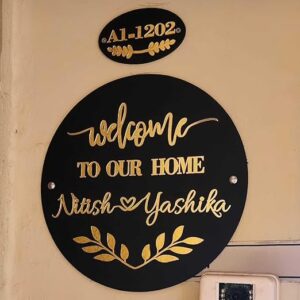 A1-1202
welcome
TO OUR HOME
Nitish Yashika